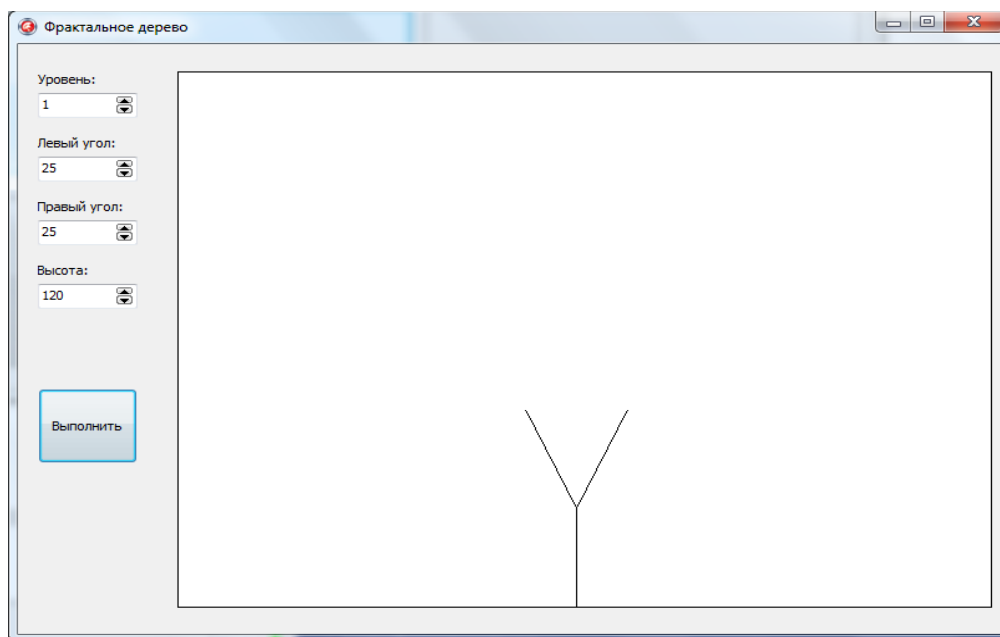 Фрактальное дерево
Уровень:
1
Левый угол:
25
Правый угол:
25
Высота:
120
Выполнить